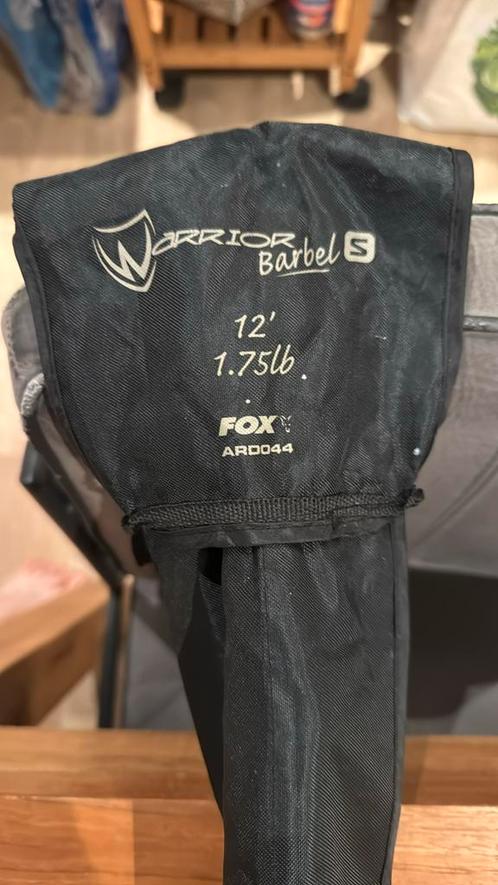 WARRIOR
Barbel S
12'
1.75lb
FOX
ARD044